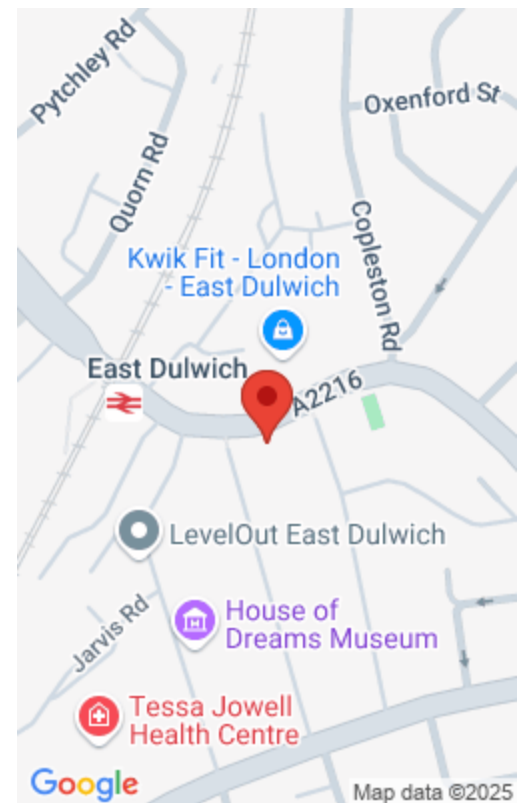 Pytchley Rd
Oxenford St
Quorn Rd
Copleston Rd
Kwik Fit - London
- East Dulwich
East Dulwich
A2216
LevelOut East Dulwich
House of
Dreams Museum
Jarvis Rd
Tessa Jowell
Health Centre
Google
Map data ©2025